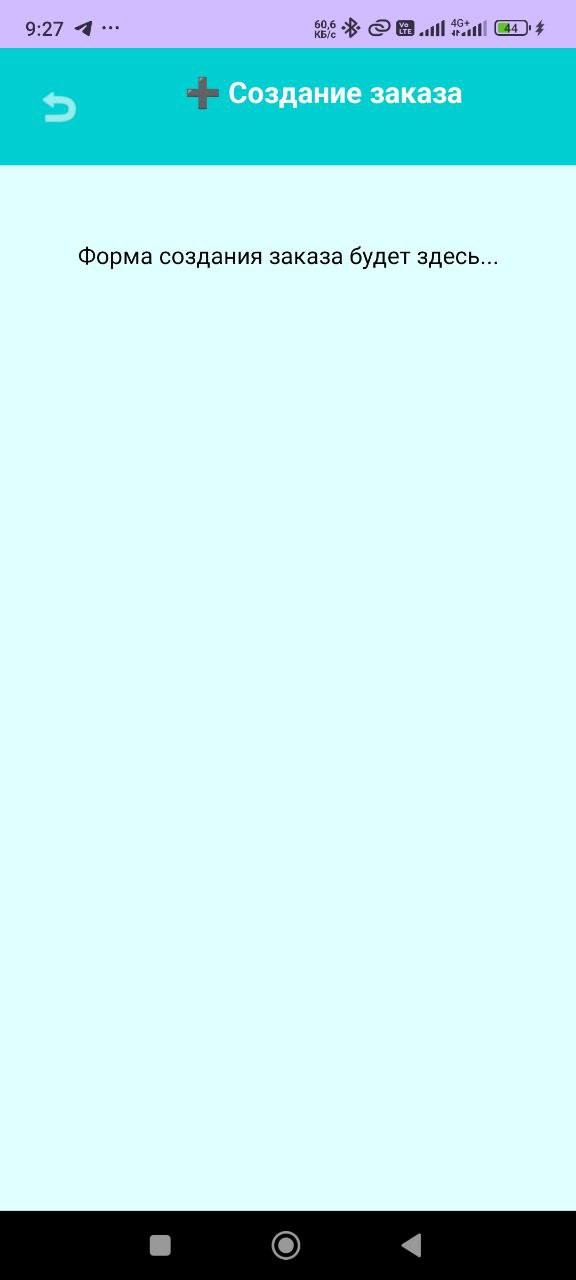 9:27
60,6
КБ/с
Vo
LTE
4G+
44
Создание заказа
Форма создания заказа будет здесь...